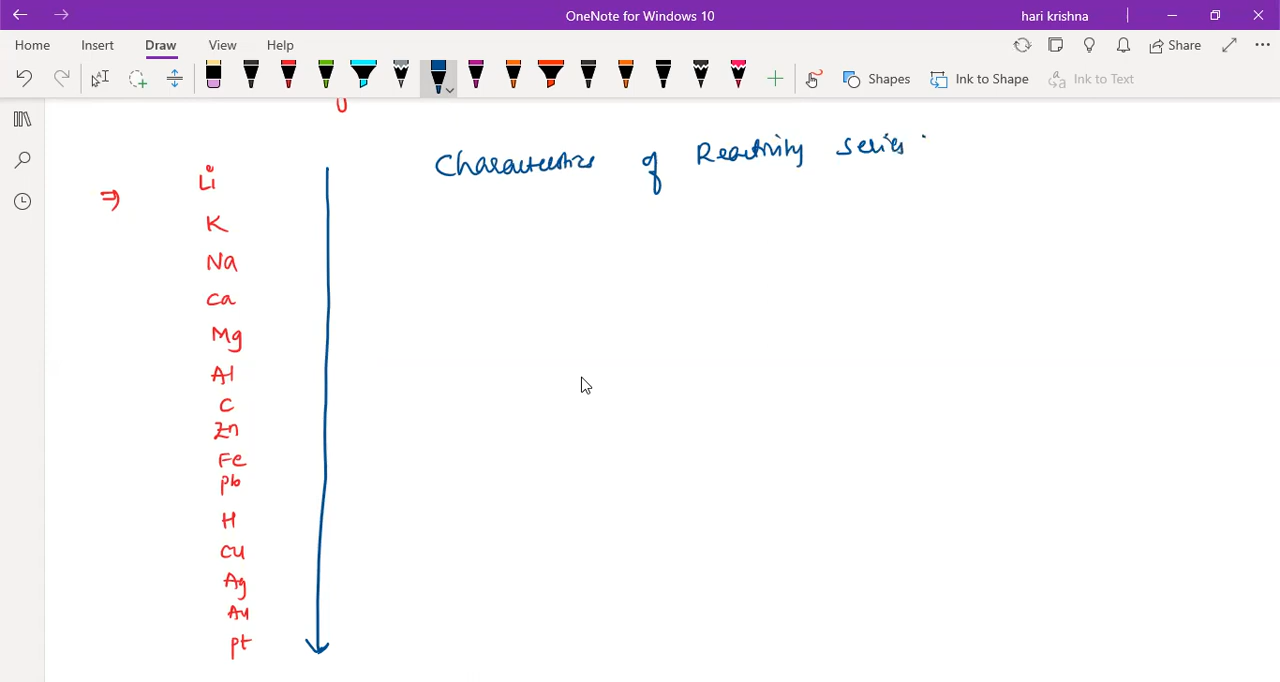 OneNote for Windows 10
hari krishna
Home Insert Draw View Help
Share
Shapes
Ink to Shape
Ink to Text
Characteristics of Reactivity Series
Li
K
Na
Ca
Mg
Al
C
Zn
Fe
Pb
H
Cu
Ag
Au
Pt